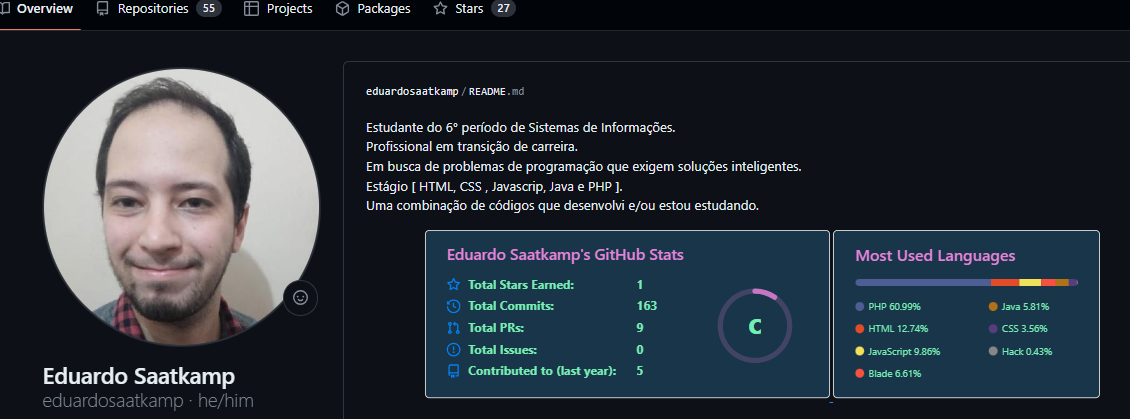 Overview Repositories 55 Projects Packages Stars 27
eduardosaatkamp / README.md
Estudante do 6° período de Sistemas de Informações.
Profissional em transição de carreira.
Em busca de problemas de programação que exigem soluções inteligentes.
Estágio [ HTML, CSS , Javascrip, Java e PHP ].
Uma combinação de códigos que desenvolvi e/ou estou estudando.
Eduardo Saatkamp's GitHub Stats
Total Stars Earned: 1
Total Commits: 163
Total PRs: 9
Total Issues: 0
Contributed to (last year): 5
C
Most Used Languages
PHP 60.99%
HTML 12.74%
JavaScript 9.86%
Blade 6.61%
Java 5.81%
CSS 3.56%
Hack 0.43%
Eduardo Saatkamp
eduardosaatkamp · he/him